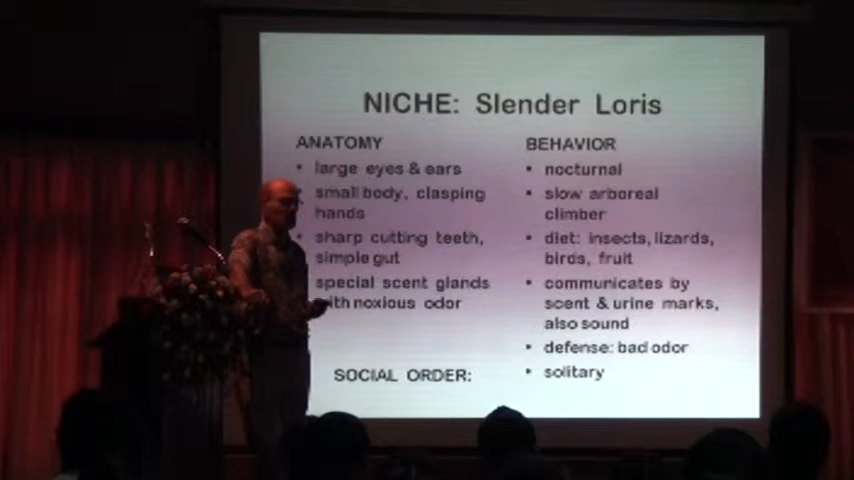 NICHE: Slender Loris
ANATOMY
• large eyes & ears
small body, clasping
hands
• sharp cutting teeth,
simple gut
special scent glands
with noxious odor
BEHAVIOR
• nocturnal
• slow arboreal
climber
• diet: insects, lizards,
birds, fruit
• communicates by
scent & urine marks,
also sound
• defense: bad odor
SOCIAL ORDER:
• solitary